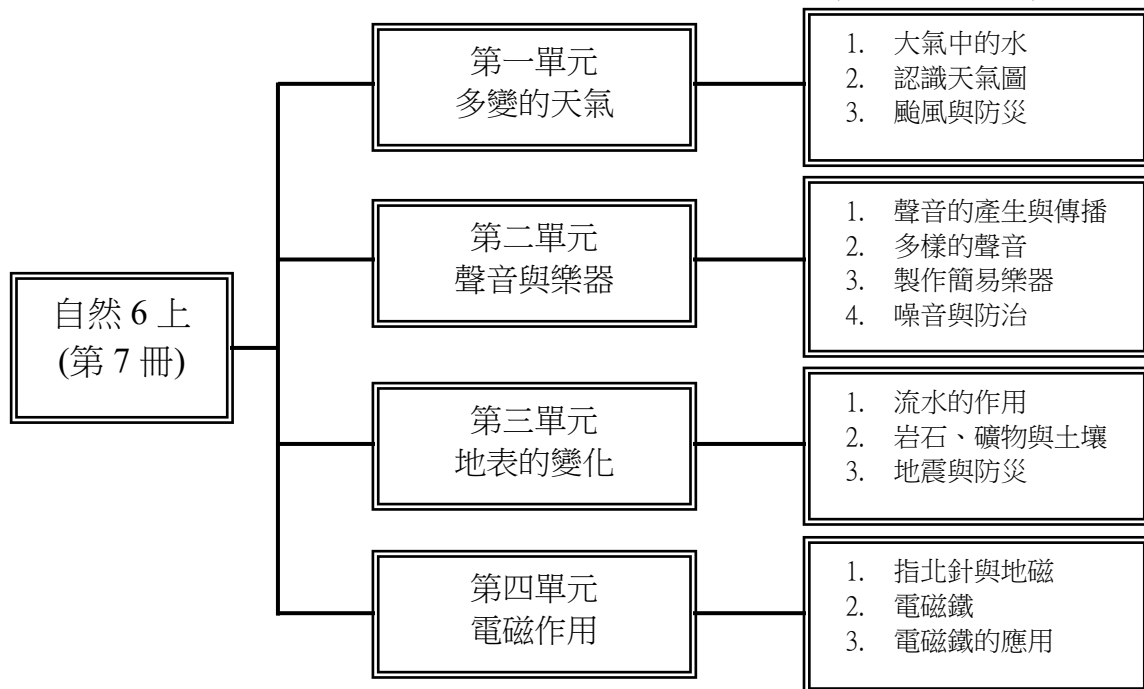 自然 6 上
(第 7 冊)
第一單元
多變的天氣
1. 大氣中的水
2. 認識天氣圖
3. 颱風與防災
第二單元
聲音與樂器
1. 聲音的產生與傳播
2. 多樣的聲音
3. 製作簡易樂器
4. 噪音與防治
第三單元
地表的變化
1. 流水的作用
2. 岩石、礦物與土壤
3. 地震與防災
第四單元
電磁作用
1. 指北針與地磁
2. 電磁鐵
3. 電磁鐵的應用